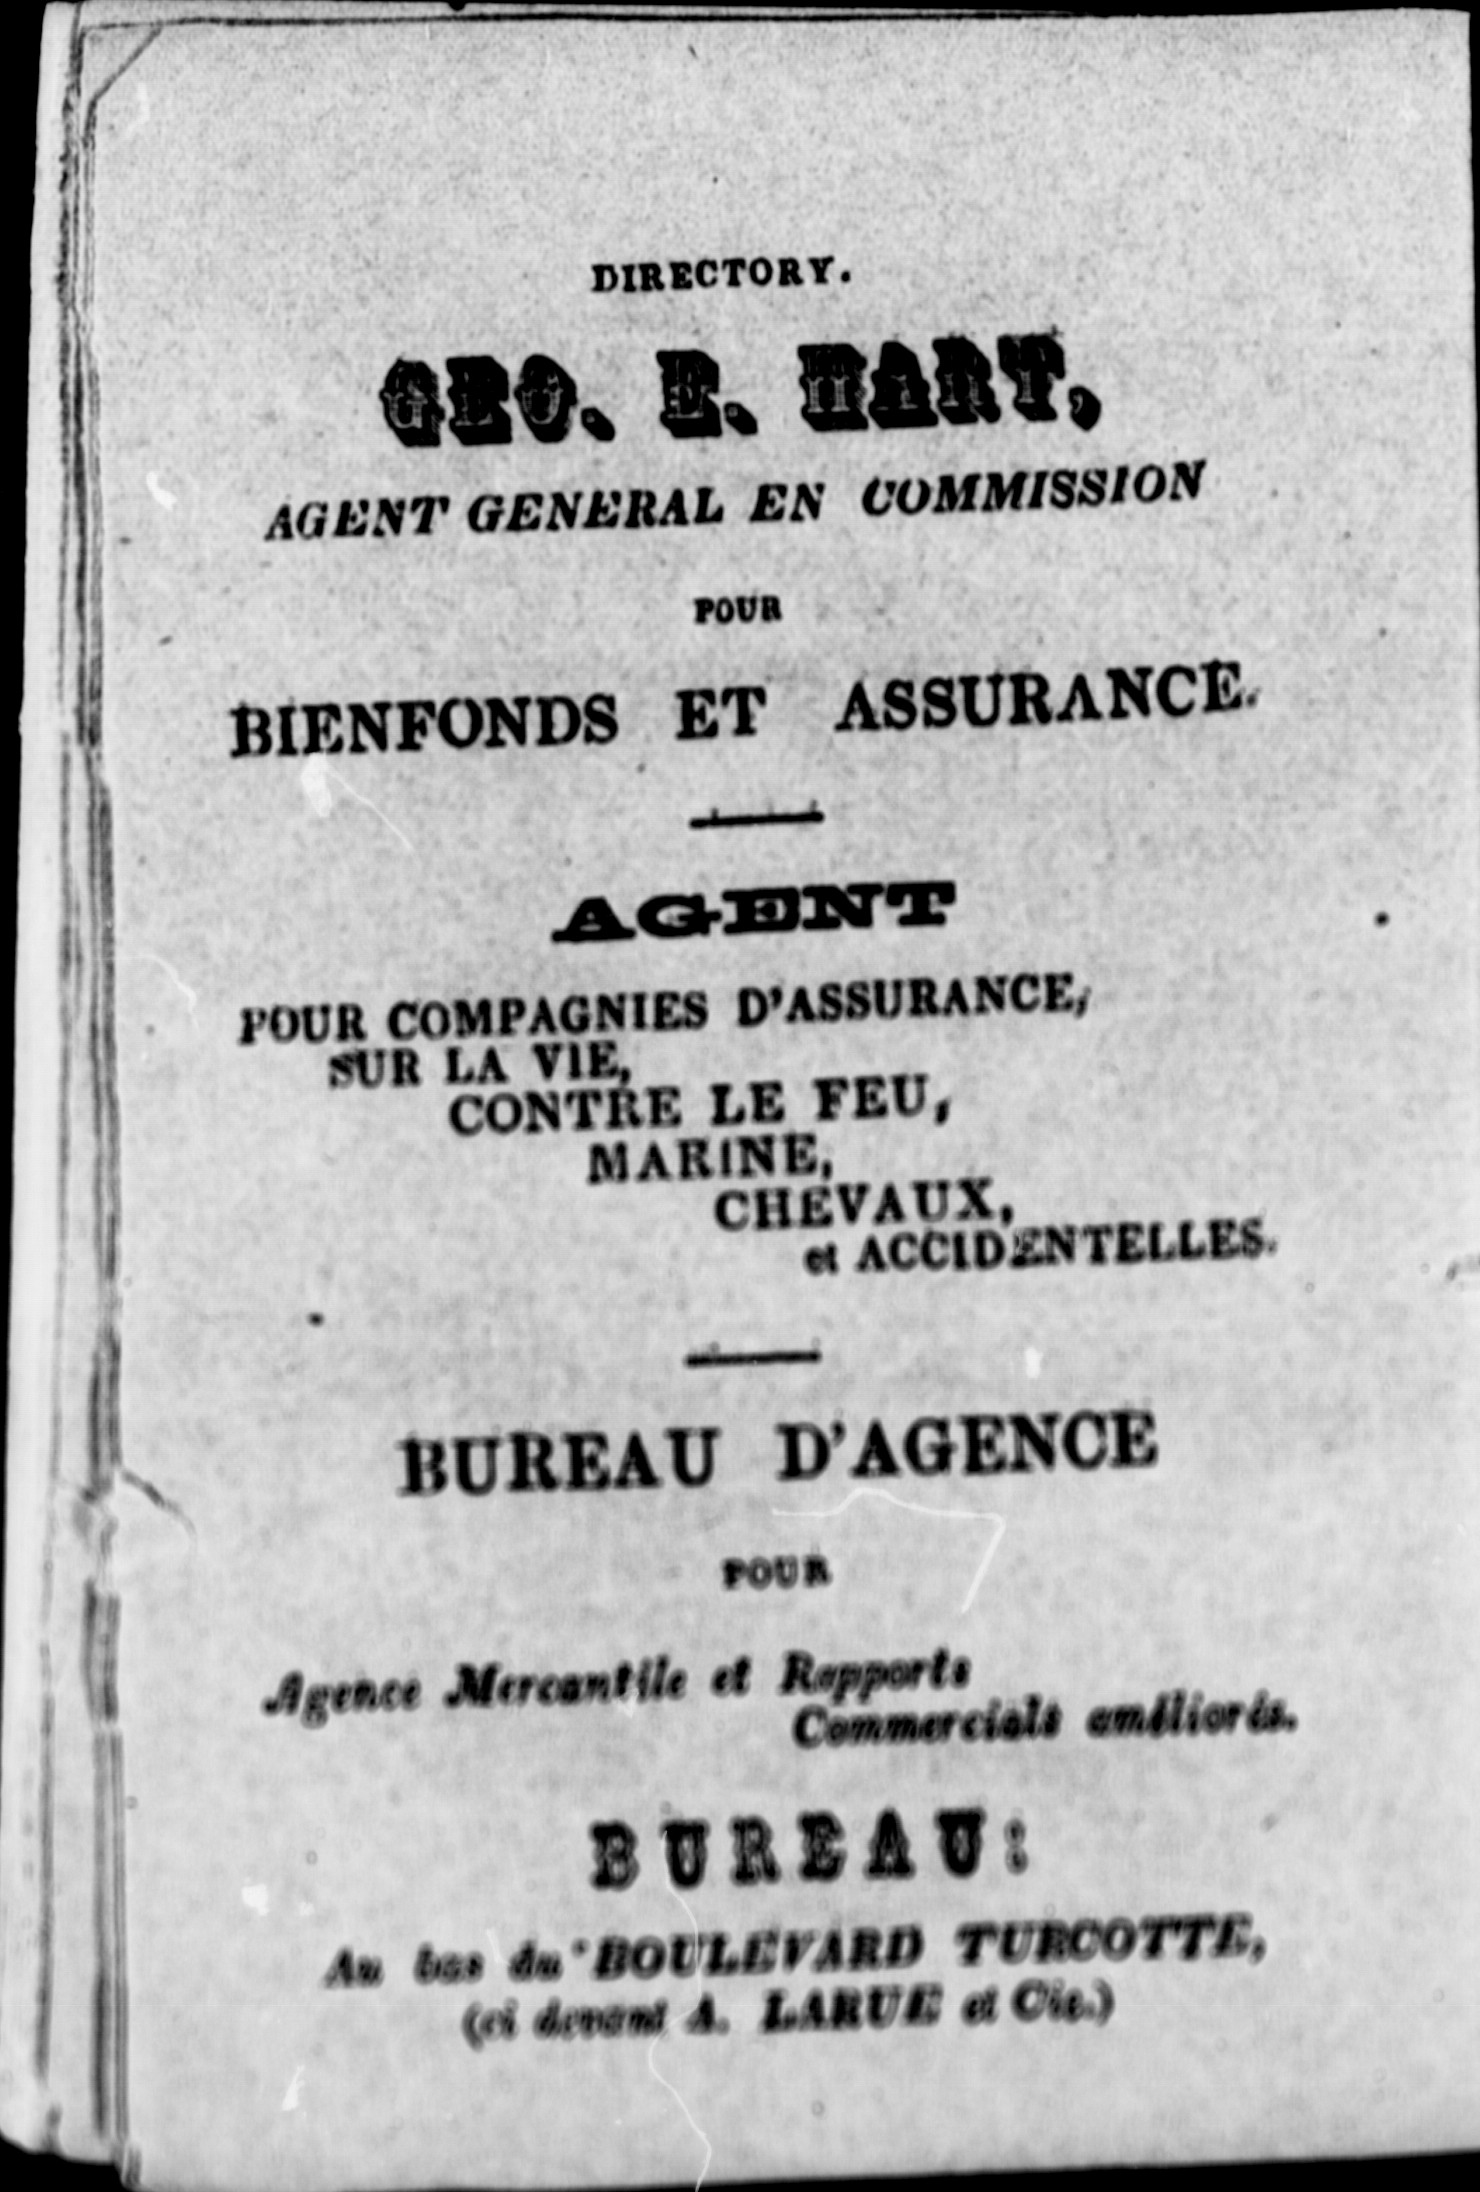 DIRECTORY.
GEO. E. HART,
AGENT GENERAL EN COMMISSION
POUR
BIENFONDS ET ASSURANCE.
AGENT
POUR COMPAGNIES D'ASSURANCE,
SUR LA VIE,
CONTRE LE FEU,
MARINE,
CHEVAUX,
et ACCIDENTELLES.
BUREAU D'AGENCE
POUR
Agence Mercantile et Rapports
Commercials améliorés.
BUREAU:
Au bas du BOULEVARD TURCOTTE,
(ci devant A. LARUE et Cie.)